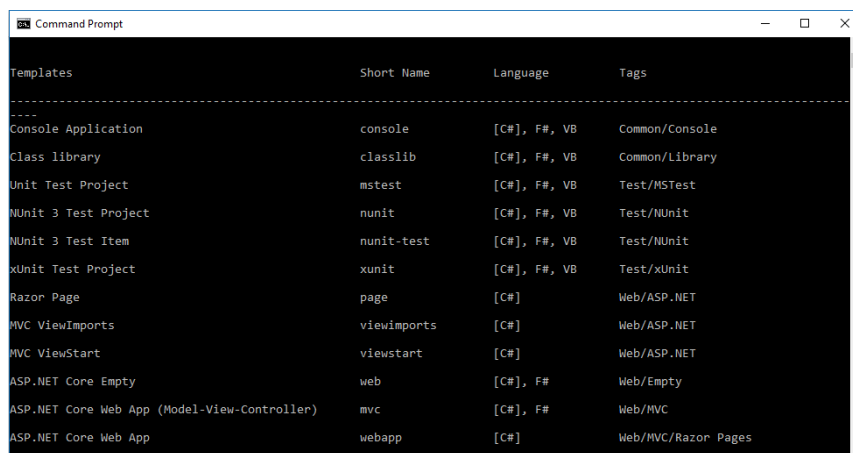 Command Prompt
Templates Short Name Language Tags
------------------------------------------------------------------------------------------------------------------------
----
Console Application console [C#], F#, VB Common/Console
Class library classlib [C#], F#, VB Common/Library
Unit Test Project mstest [C#], F#, VB Test/MSTest
NUnit 3 Test Project nunit [C#], F#, VB Test/NUnit
NUnit 3 Test Item nunit-test [C#], F#, VB Test/NUnit
xUnit Test Project xunit [C#], F#, VB Test/xUnit
Razor Page page [C#] Web/ASP.NET
MVC ViewImports viewimports [C#] Web/ASP.NET
MVC ViewStart viewstart [C#] Web/ASP.NET
ASP.NET Core Empty web [C#], F# Web/Empty
ASP.NET Core Web App (Model-View-Controller) mvc [C#], F# Web/MVC
ASP.NET Core Web App webapp [C#] Web/MVC/Razor Pages